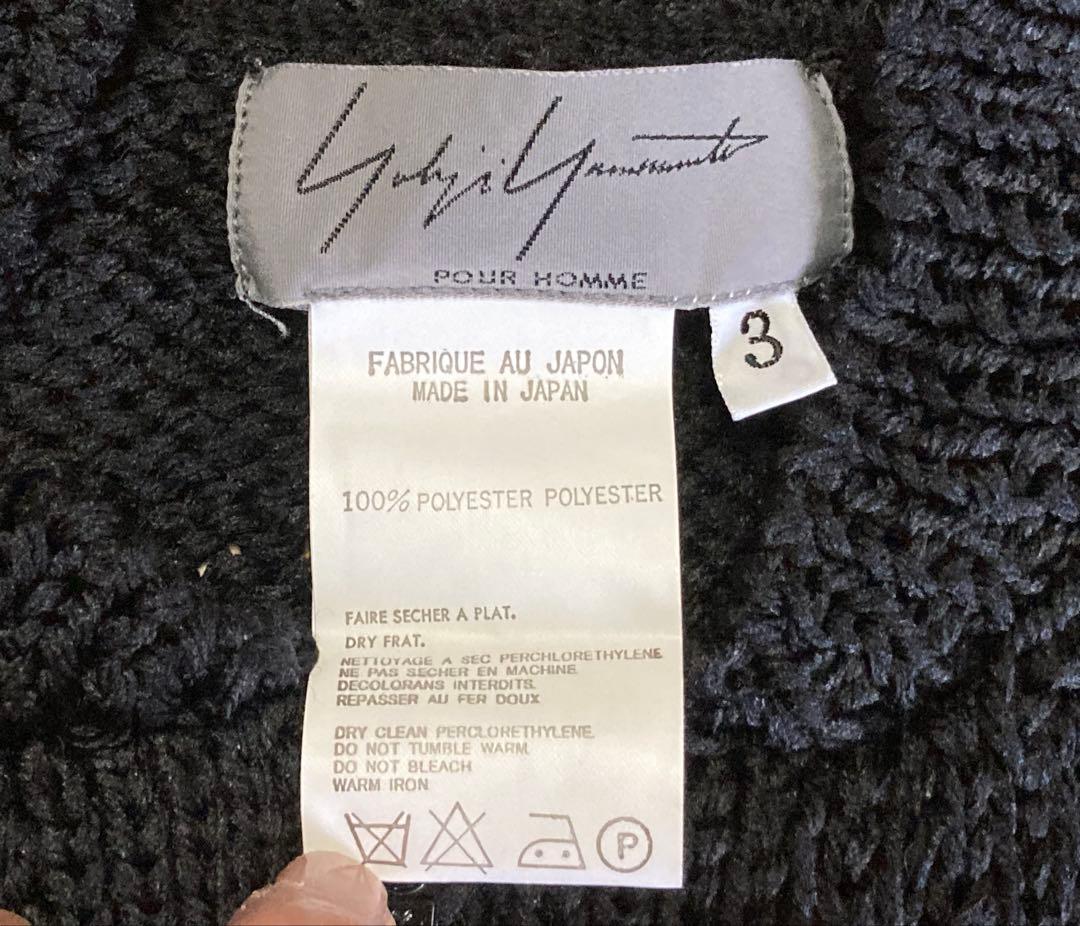 Yohji Yamamoto
POUR HOMME
3
FABRIQUE AU JAPON
MADE IN JAPAN
100% POLYESTER POLYESTER
FAIRE SECHER A PLAT.
DRY FRAT.
NETTOYAGE A SEC PERCHLORETHYLENE
NE PAS SECHER EN MACHINE
DECOLORANS INTERDITS.
REPASSER AU FER DOUX
DRY CLEAN PERCLORETHYLENE
DO NOT TUMBLE WARM
DO NOT BLEACH
WARM IRON
P